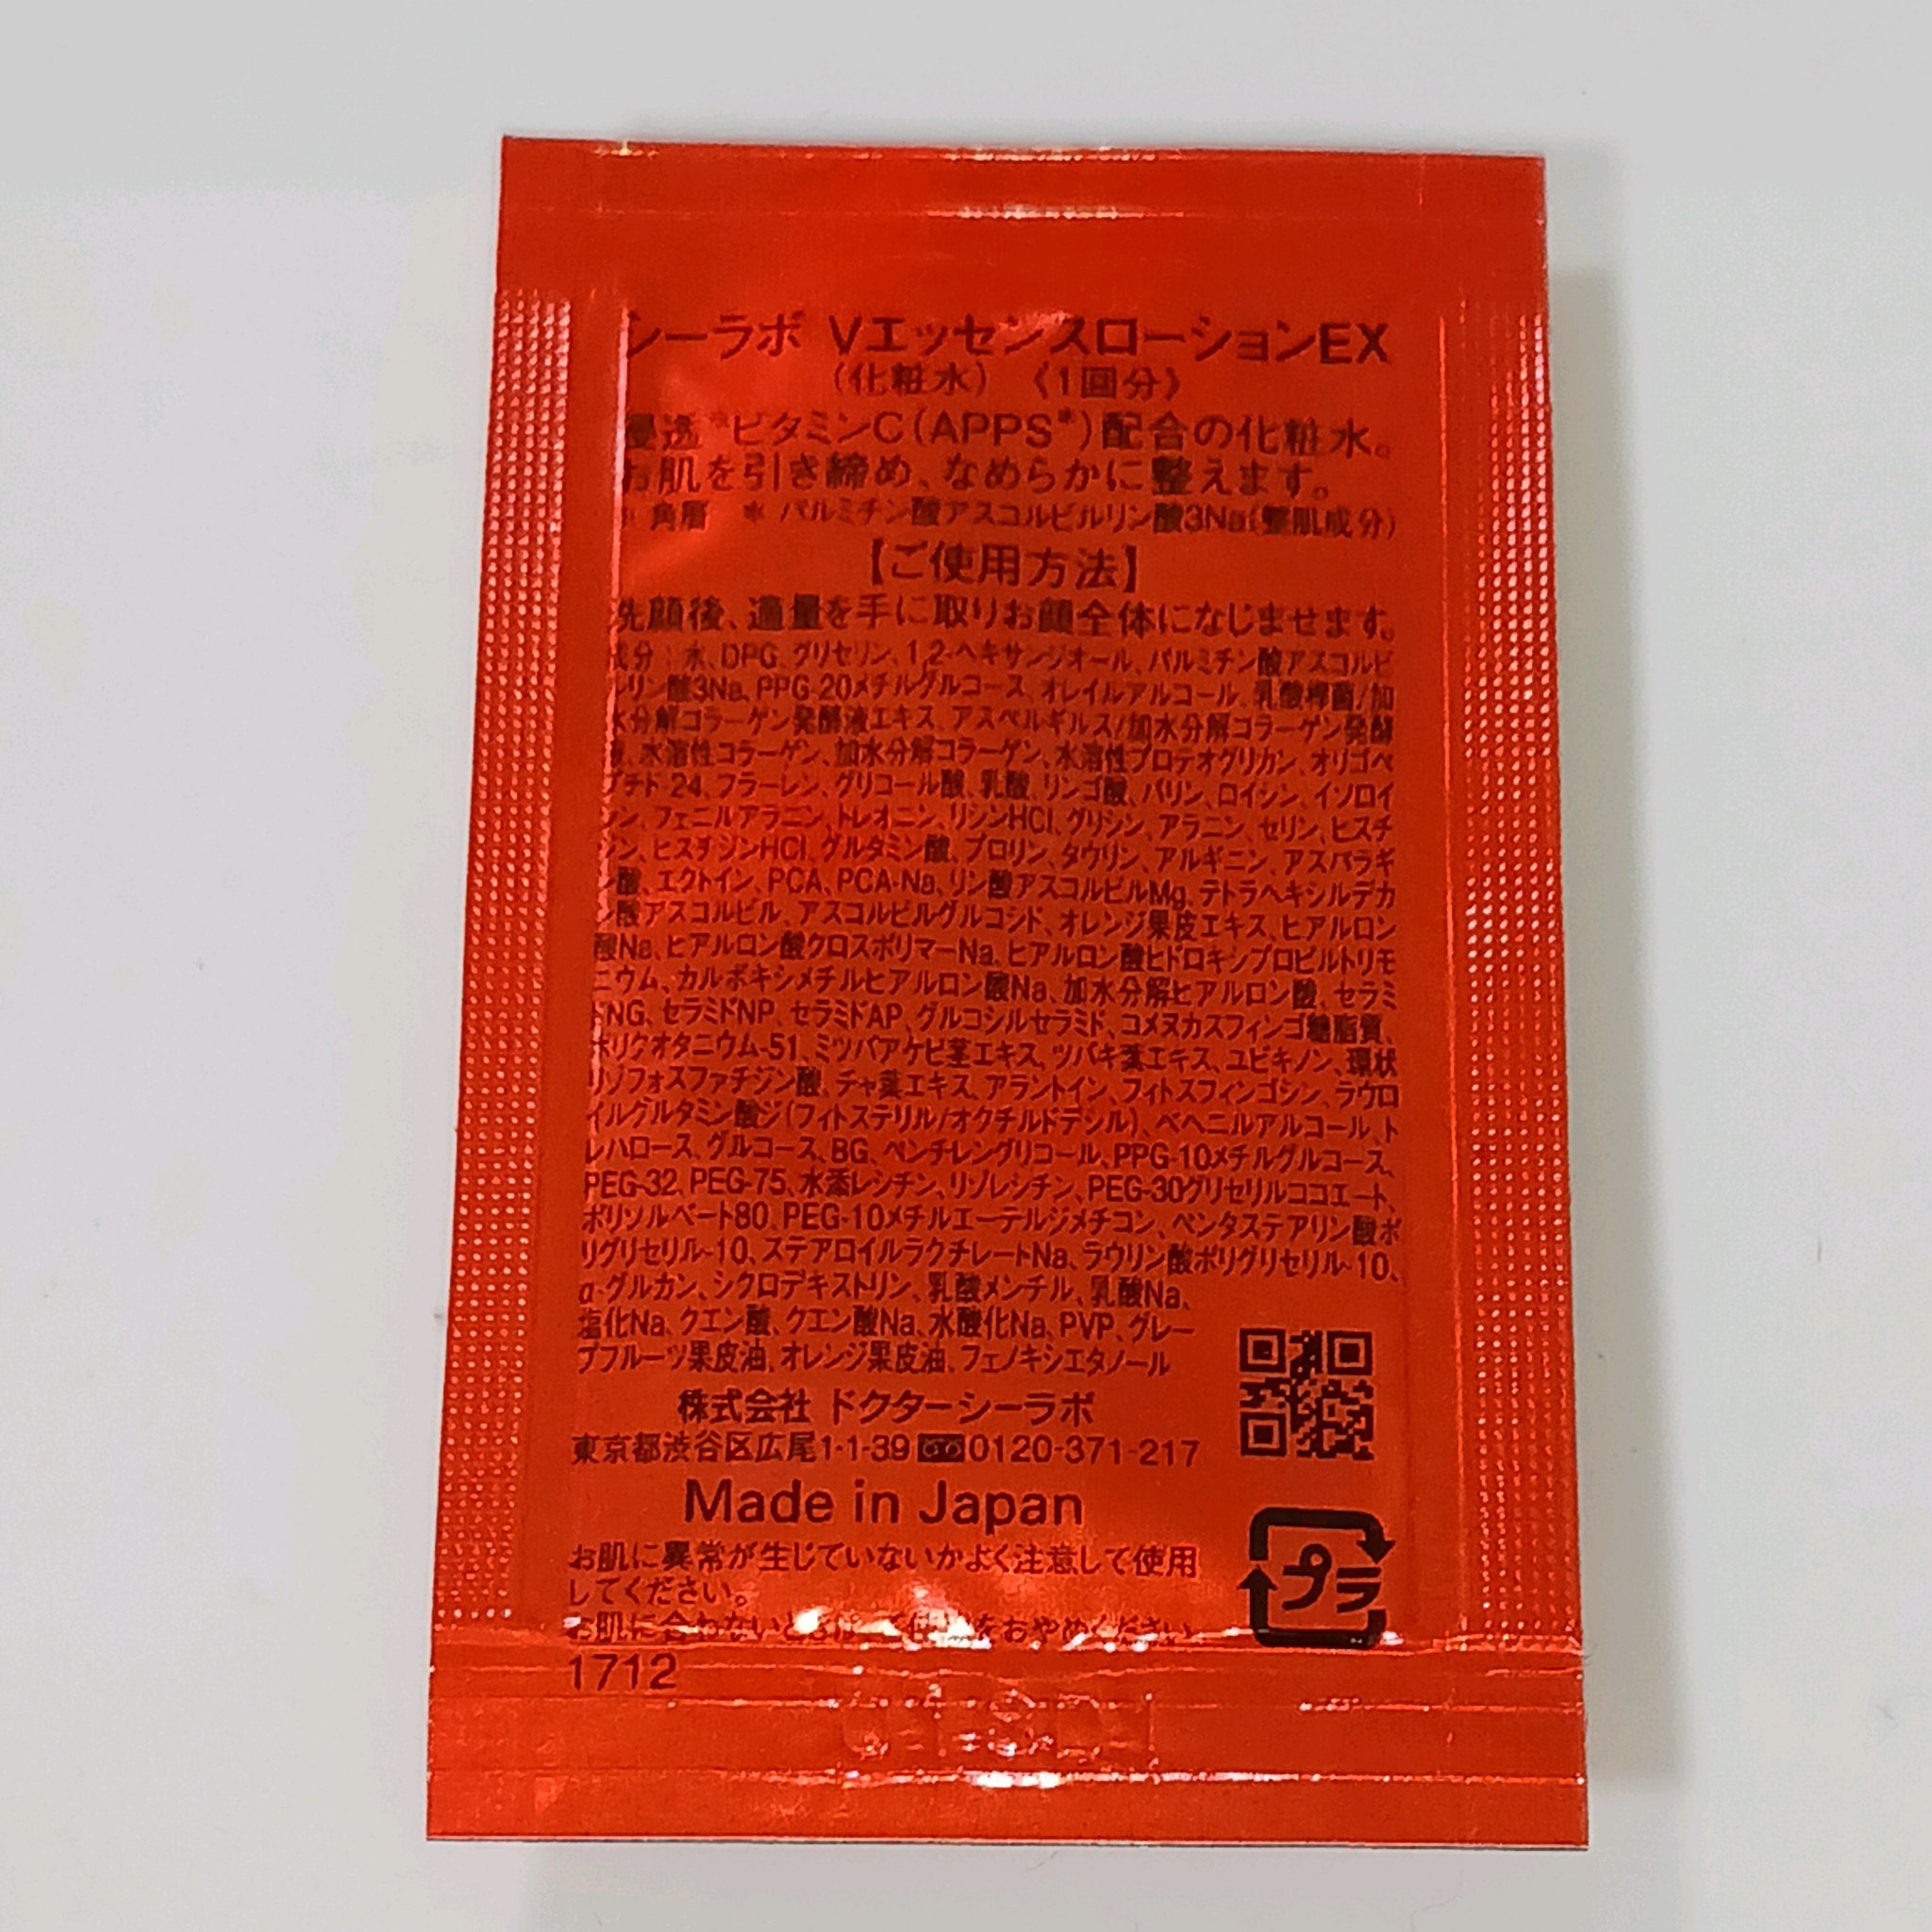 シーラボ VエッセンスローションEX
(化粧水) 《1回分》
浸透※ビタミンC(APPS*)配合の化粧水。
お肌を引き締め、なめらかに整えます。
※ 角層 * パルミチン酸アスコルビルリン酸3Na(整肌成分)
【ご使用方法】
洗顔後、適量を手に取りお顔全体になじませます。
成分：水、DPG、グリセリン、1,2-ヘキサンジオール、パルミチン酸アスコルビ
ルリン酸3Na、PPG-20メチルグルコース、オレイルアルコール、乳酸桿菌/加
水分解コラーゲン発酵液エキス、アスペルギルス/加水分解コラーゲン発酵
液、水溶性コラーゲン、加水分解コラーゲン、水溶性プロテオグリカン、オリゴペ
プチド-24、フラーレン、グリコール酸、乳酸、リンゴ酸、バリン、ロイシン、イソロイ
シン、フェニルアラニン、トレオニン、リシンHCl、グリシン、アラニン、セリン、ヒスチ
ジン、ヒスチジンHCl、グルタミン酸、プロリン、タウリン、アルギニン、アスパラギ
ン酸、エクトイン、PCA、PCA-Na、リン酸アスコルビルMg、テトラヘキシルデカ
ン酸アスコルビル、アスコルビルグルコシド、オレンジ果皮エキス、ヒアルロン
酸Na、ヒアルロン酸クロスポリマーNa、ヒアルロン酸ヒドロキシプロピルトリモ
ニウム、カルボキシメチルヒアルロン酸Na、加水分解ヒアルロン酸、セラミ
ドNG、セラミドNP、セラミドAP、グルコシルセラミド、コメヌカスフィンゴ糖脂質、
ポリクオタニウム-51、ミツバアケビ茎エキス、ツバキ葉エキス、ユビキノン、環状
リゾフォスファチジン酸、チャ葉エキス、アラントイン、フィトスフィンゴシン、ラウロ
イルグルタミン酸ジ(フィトステリル/オクチルドデシル)、ベヘニルアルコール、ト
レハロース、グルコース、BG、ペンチレングリコール、PPG-10メチルグルコース、
PEG-32、PEG-75、水添レシチン、リゾレシチン、PEG-30グリセリルココエート、
ポリソルベート80、PEG-10メチルエーテルジメチコン、ペンタステアリン酸ポ
リグリセリル-10、ステアロイルラクチレートNa、ラウリン酸ポリグリセリル-10、
α-グルカン、シクロデキストリン、乳酸メンチル、乳酸Na、
塩化Na、クエン酸、クエン酸Na、水酸化Na、PVP、グレー
プフルーツ果皮油、オレンジ果皮油、フェノキシエタノール
株式会社 ドクターシーラボ
東京都渋谷区広尾1-1-39 0120-371-217
Made in Japan
お肌に異常が生じていないかよく注意して使用
してください。
お肌に合わないときは、ご使用をおやめください。
プラ
1712